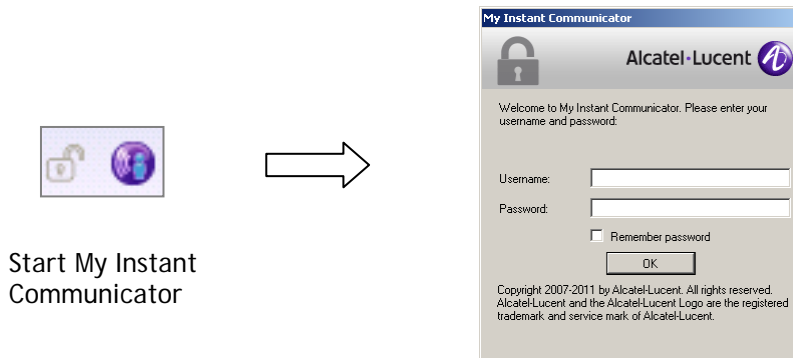 My Instant Communicator
Alcatel·Lucent
Welcome to My Instant Communicator. Please enter your
username and password:
Username:
Password:
Remember password
OK
Copyright 2007-2011 by Alcatel-Lucent. All rights reserved.
Alcatel-Lucent and the Alcatel-Lucent Logo are the registered
trademark and service mark of Alcatel-Lucent.
Start My Instant
Communicator